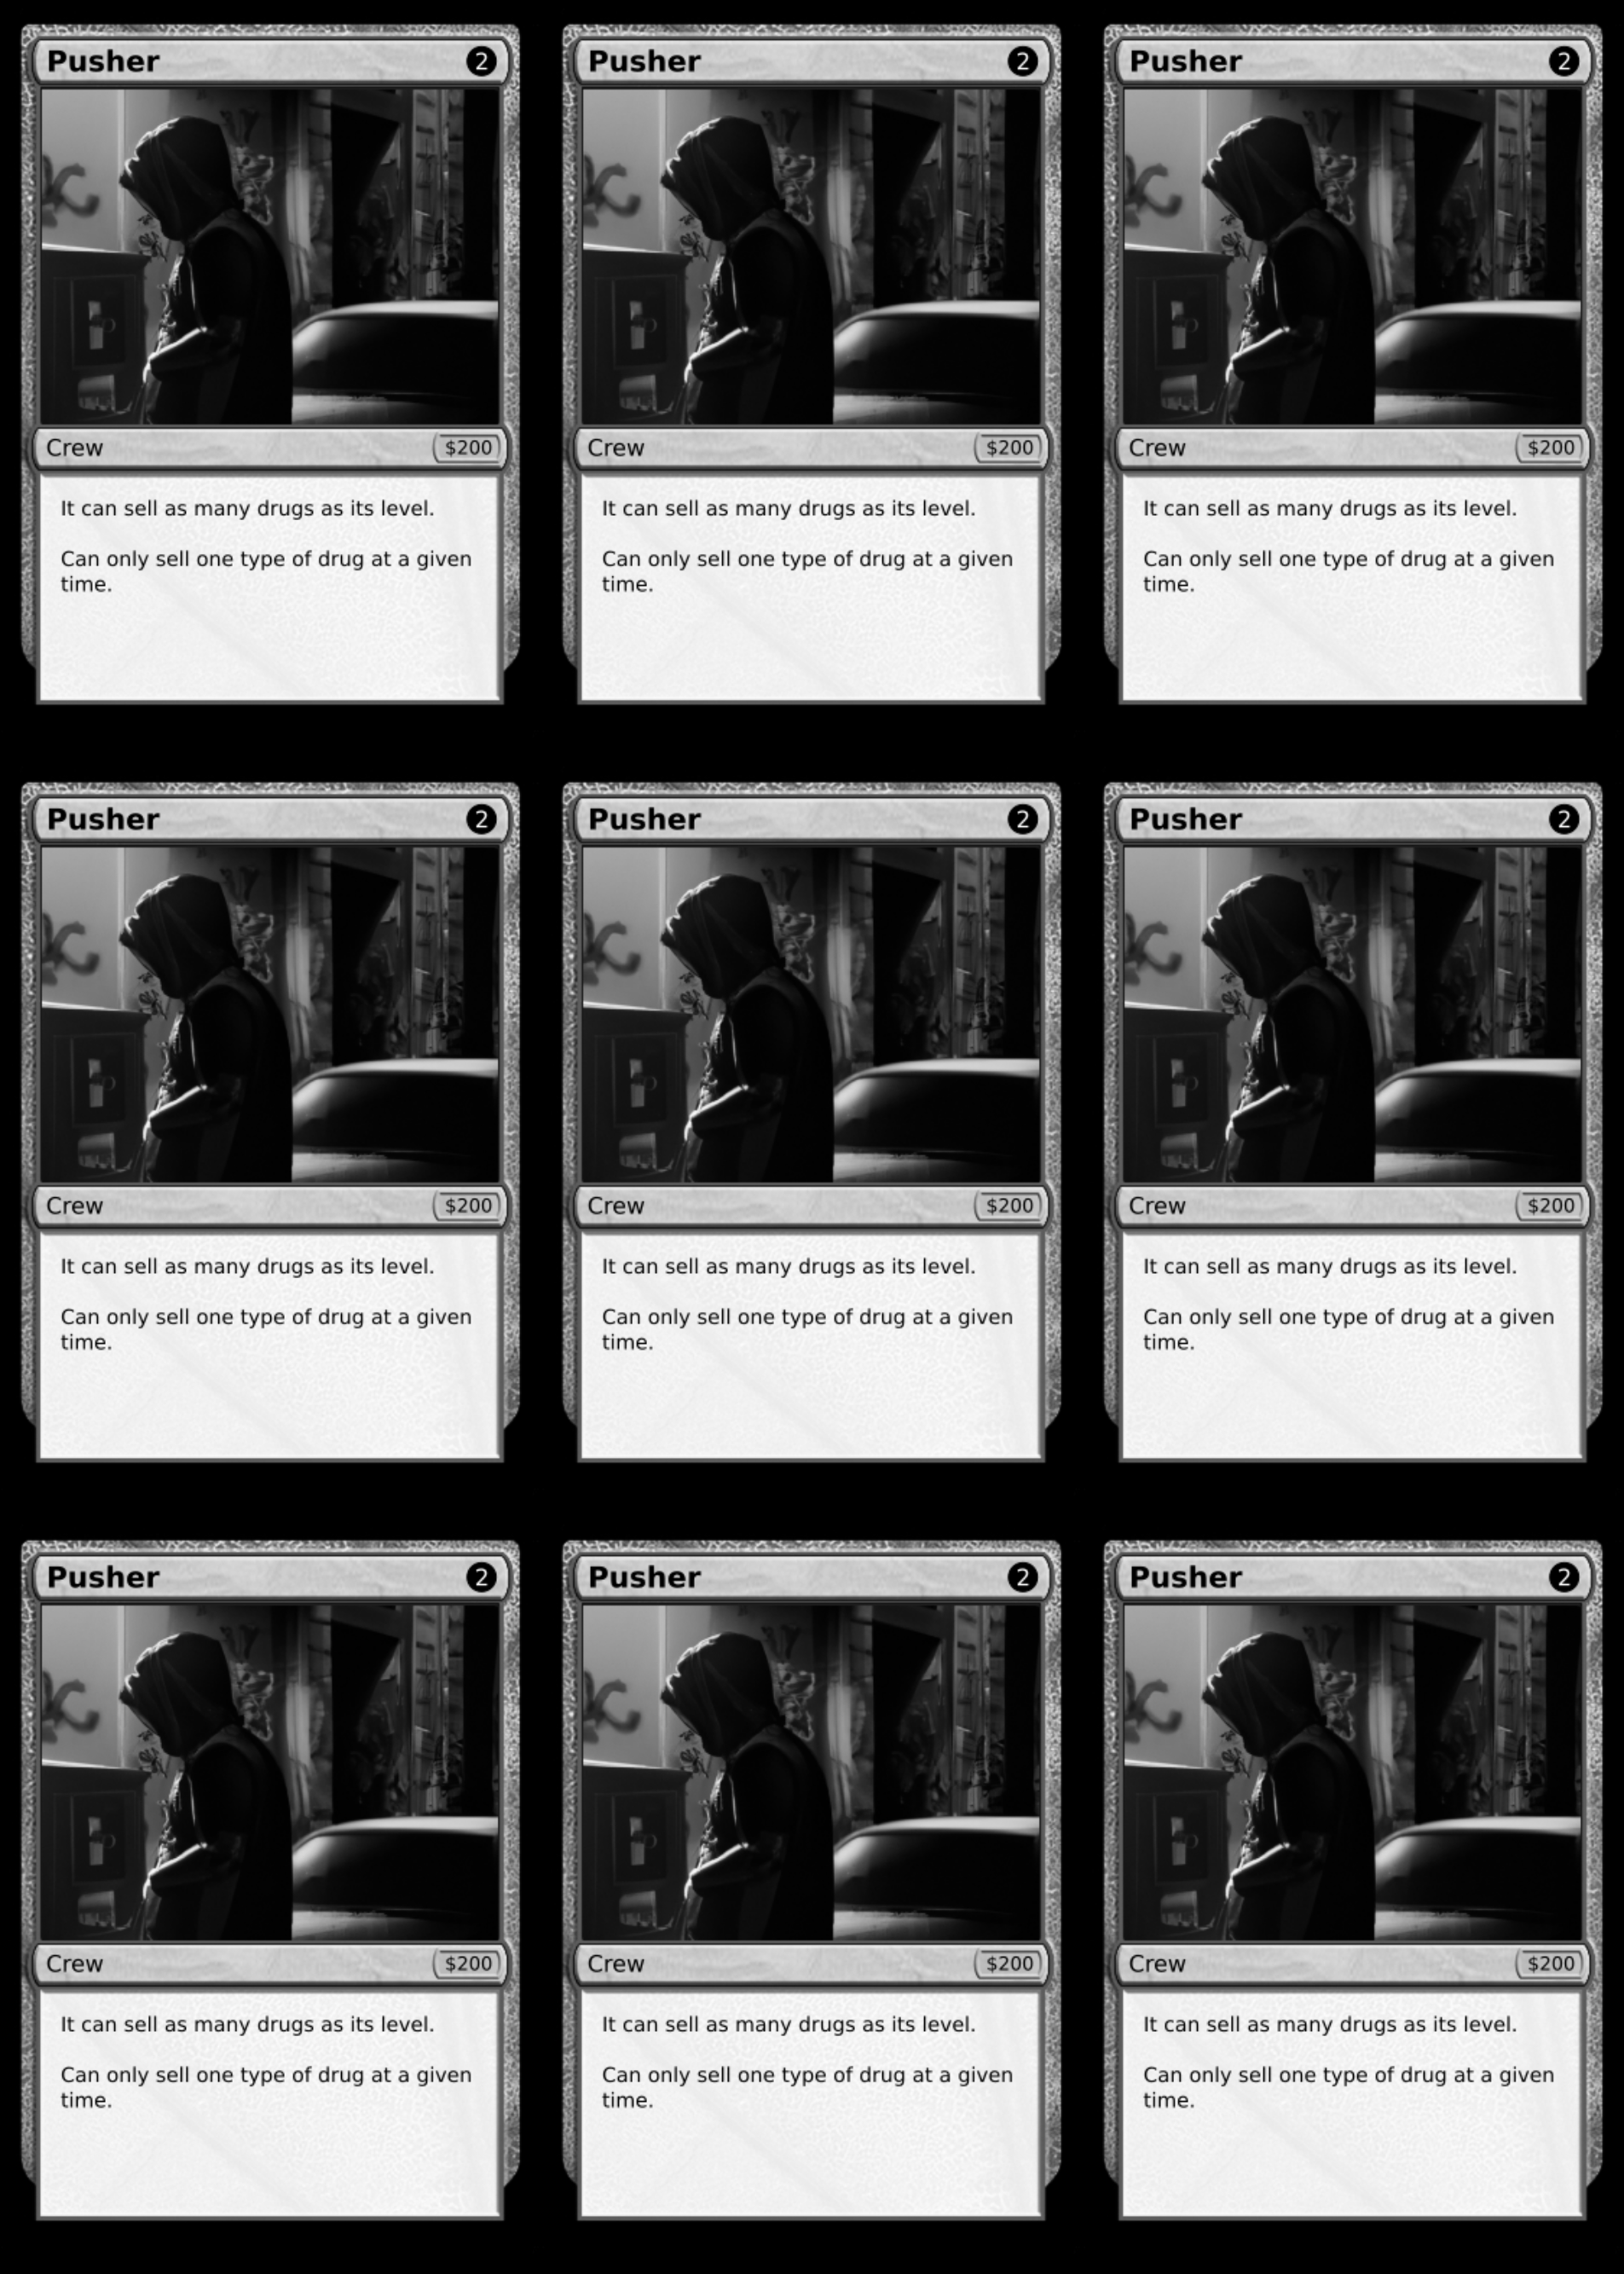 Pusher 2
Crew $200
It can sell as many drugs as its level.
Can only sell one type of drug at a given
time.
Pusher 2
Crew $200
It can sell as many drugs as its level.
Can only sell one type of drug at a given
time.
Pusher 2
Crew $200
It can sell as many drugs as its level.
Can only sell one type of drug at a given
time.
Pusher 2
Crew $200
It can sell as many drugs as its level.
Can only sell one type of drug at a given
time.
Pusher 2
Crew $200
It can sell as many drugs as its level.
Can only sell one type of drug at a given
time.
Pusher 2
Crew $200
It can sell as many drugs as its level.
Can only sell one type of drug at a given
time.
Pusher 2
Crew $200
It can sell as many drugs as its level.
Can only sell one type of drug at a given
time.
Pusher 2
Crew $200
It can sell as many drugs as its level.
Can only sell one type of drug at a given
time.
Pusher 2
Crew $200
It can sell as many drugs as its level.
Can only sell one type of drug at a given
time.